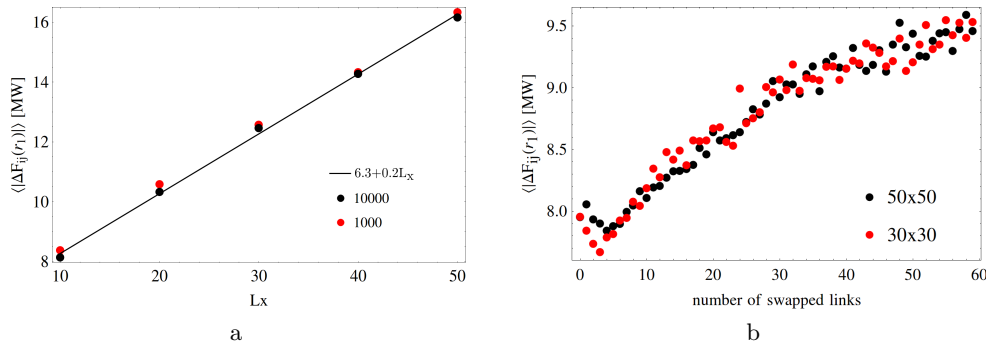 16
14
12
10
8
⟨|ΔF_ij(r_1)|⟩ [MW]
6.3+0.2L_X
10000
1000
10 20 30 40 50
Lx
a
9.5
9.0
8.5
8.0
⟨|ΔF_ij(r_1)|⟩ [MW]
50x50
30x30
0 10 20 30 40 50 60
number of swapped links
b